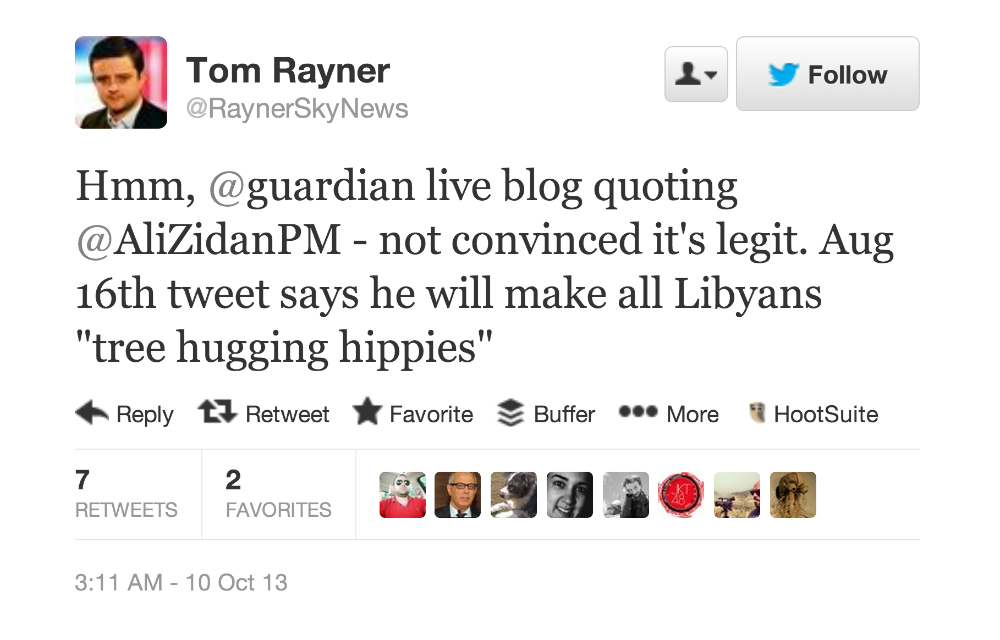 Tom Rayner
@RaynerSkyNews
Follow
Hmm, @guardian live blog quoting
@AliZidanPM - not convinced it's legit. Aug
16th tweet says he will make all Libyans
"tree hugging hippies"
Reply Retweet Favorite Buffer More HootSuite
7 2
RETWEETS FAVORITES
JKT
48
3:11 AM - 10 Oct 13